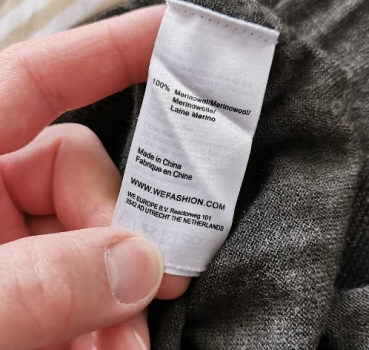 100% Merinowol/Merinowool/
Merinowolle/
Laine Merino
Made in China
Fabriqué en Chine
WWW.WEFASHION.COM
WE EUROPE B.V. Reactorweg 101
3542 AD UTRECHT THE NETHERLANDS